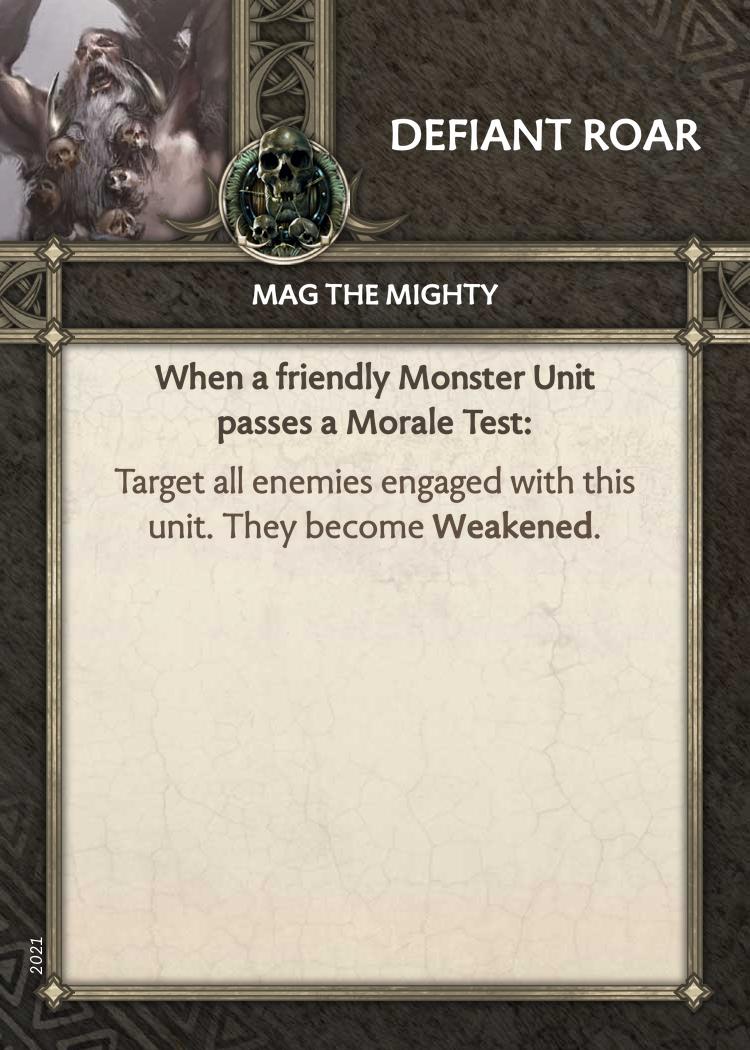 DEFIANT ROAR
MAG THE MIGHTY
When a friendly Monster Unit
passes a Morale Test:
Target all enemies engaged with this
unit. They become Weakened.
2021